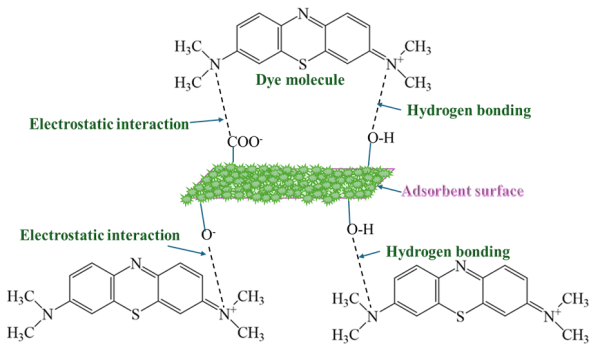 N
H₃C
CH₃
N
S
N⁺
H₃C
CH₃
Dye molecule
Hydrogen bonding
Electrostatic interaction
COO⁻
O-H
Adsorbent surface
O⁻
O-H
Electrostatic interaction
Hydrogen bonding
N
N
H₃C
CH₃
H₃C
CH₃
N
S
N⁺
N
S
N⁺
H₃C
CH₃
H₃C
CH₃